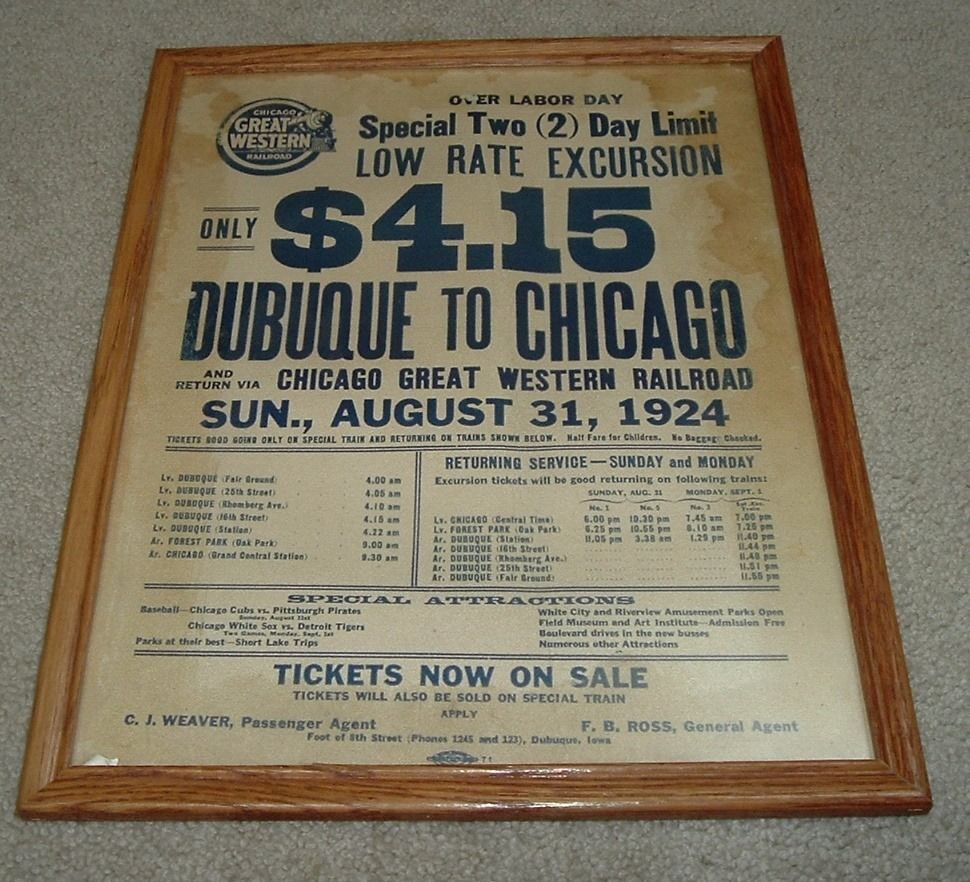 CHICAGO
GREAT
WESTERN
RAILROAD
OVER LABOR DAY
Special Two (2) Day Limit
LOW RATE EXCURSION
ONLY $4.15
DUBUQUE TO CHICAGO
AND RETURN VIA CHICAGO GREAT WESTERN RAILROAD
SUN., AUGUST 31, 1924
TICKETS GOOD GOING ONLY ON SPECIAL TRAIN AND RETURNING ON TRAINS SHOWN BELOW. Half Fare for Children. No Baggage Checked.
Lv. DUBUQUE (Fair Ground) 4.00 am
Lv. DUBUQUE (25th Street) 4.05 am
Lv. DUBUQUE (Rhomberg Ave.) 4.10 am
Lv. DUBUQUE (16th Street) 4.15 am
Lv. DUBUQUE (Station) 4.22 am
Ar. FOREST PARK (Oak Park) 9.00 am
Ar. CHICAGO (Grand Central Station) 9.30 am
RETURNING SERVICE—SUNDAY and MONDAY
Excursion tickets will be good returning on following trains:
SUNDAY, AUG. 31 MONDAY, SEPT. 1
No. 1 No. 5 No. 3 Train
Lv. CHICAGO (Central Time) 6.00 pm 10.30 pm 7.45 am 7.00 pm
Lv. FOREST PARK (Oak Park) 6.25 pm 10.55 pm 8.10 am 7.25 pm
Ar. DUBUQUE (Station) 11.05 pm 3.38 am 1.29 pm 11.40 pm
Ar. DUBUQUE (16th Street) 11.44 pm
Ar. DUBUQUE (Rhomberg Ave.) 11.48 pm
Ar. DUBUQUE (25th Street) 11.51 pm
Ar. DUBUQUE (Fair Ground) 11.55 pm
SPECIAL ATTRACTIONS
Baseball—Chicago Cubs vs. Pittsburgh Pirates
Sunday, August 31st
Chicago White Sox vs. Detroit Tigers
Two Games, Monday, Sept. 1st
Parks at their best—Short Lake Trips
White City and Riverview Amusement Parks Open
Field Museum and Art Institute—Admission Free
Boulevard drives in the new busses
Numerous other Attractions
TICKETS NOW ON SALE
TICKETS WILL ALSO BE SOLD ON SPECIAL TRAIN
APPLY
C. J. WEAVER, Passenger Agent F. B. ROSS, General Agent
Foot of 8th Street (Phones 1245 and 123), Dubuque, Iowa
71